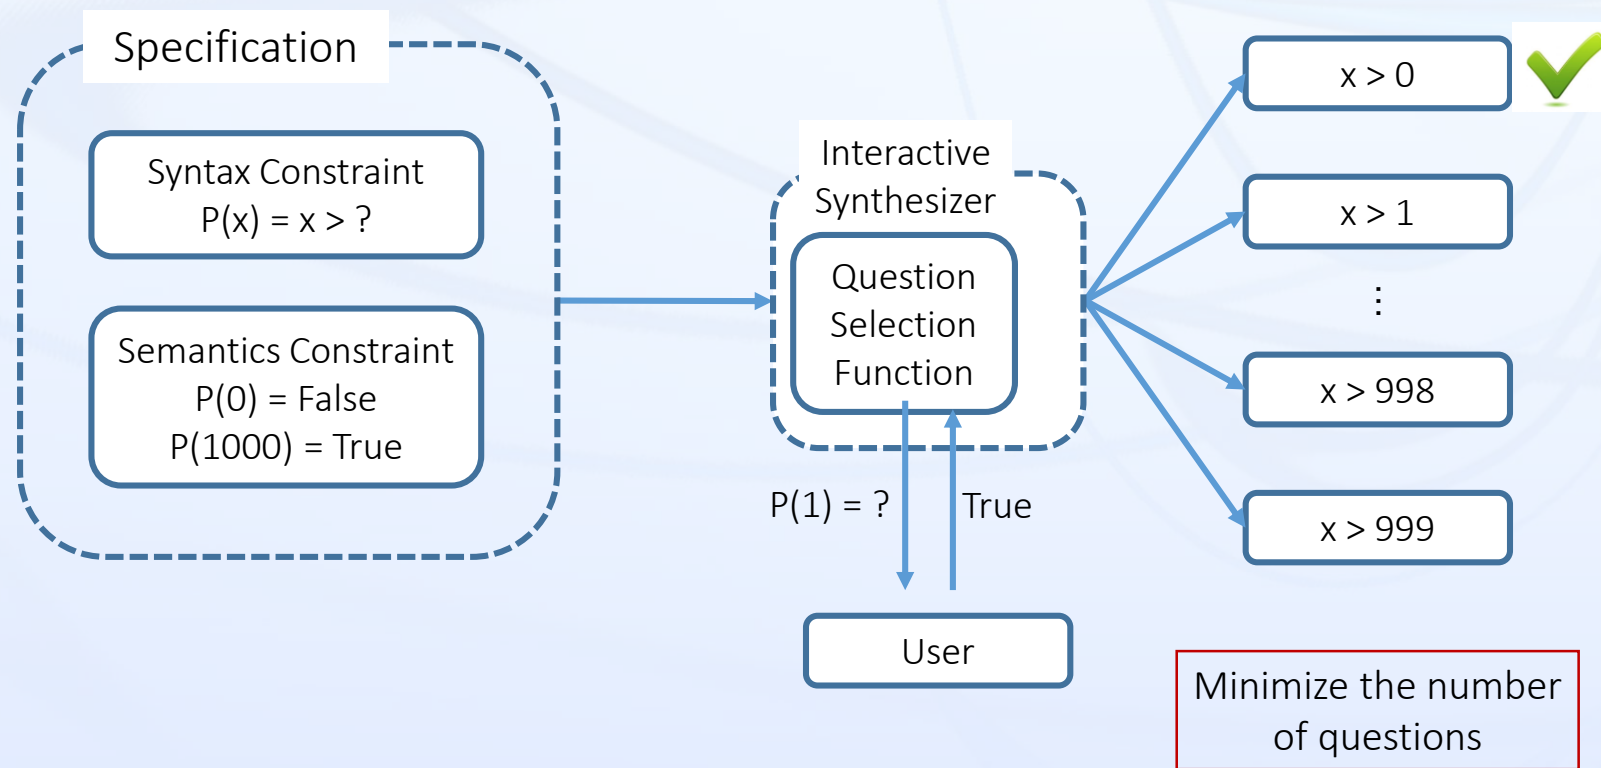 Specification
Syntax Constraint
P(x) = x > ?
Semantics Constraint
P(0) = False
P(1000) = True
Interactive
Synthesizer
Question
Selection
Function
P(1) = ?
True
User
x > 0
x > 1
⋮
x > 998
x > 999
Minimize the number
of questions